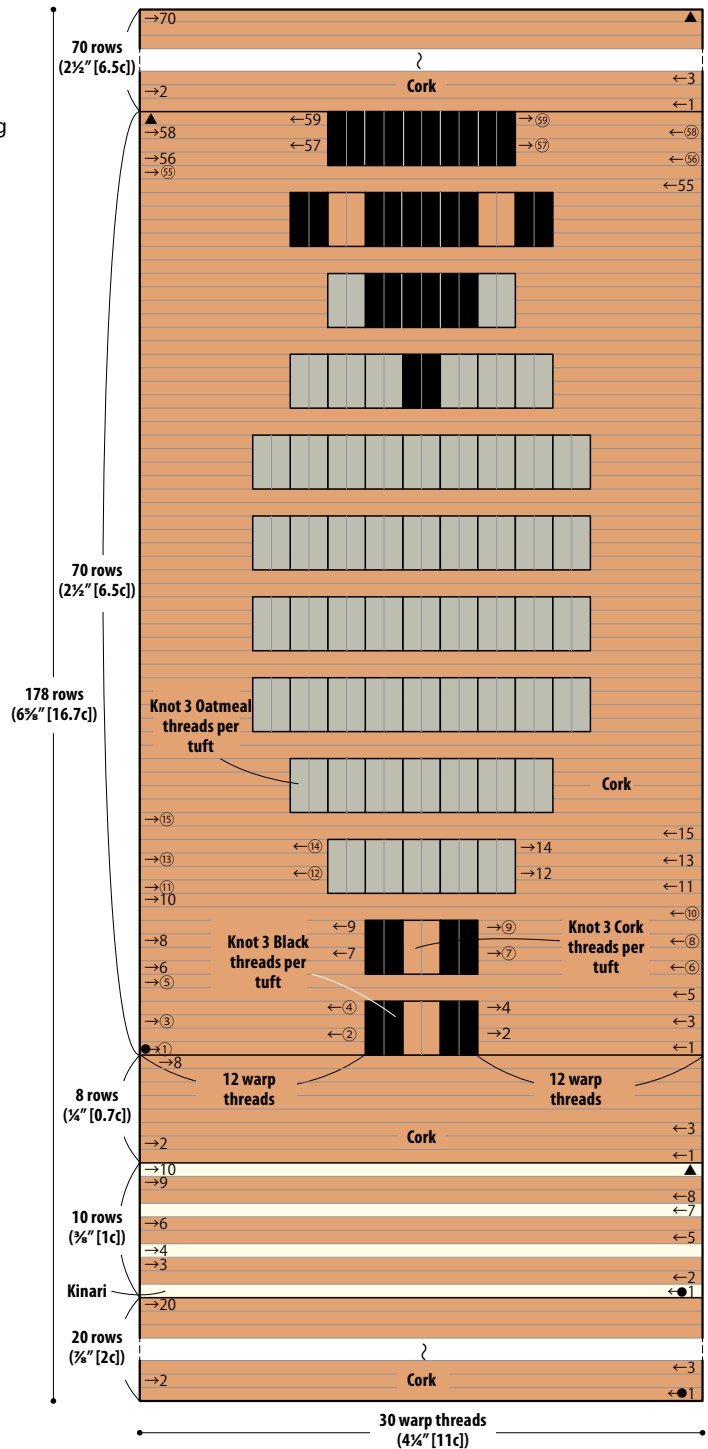 →70 ▲
70 rows
(2½″ [6.5c])
~
←3
Cork
→2
←1
g
▲ ←59 →㊾
→58 ←57 →㊼ ←㊽
→56 ←㊻
→㊺
←55
70 rows
(2½″ [6.5c])
178 rows
(6⅝″ [16.7c])
Knot 3 Oatmeal
threads per
tuft
Cork
→⑮
←15
←⑭ →14
→⑬ ←13
←⑫ →12
→⑪ ←11
→10
←⑩
←9 →⑨
Knot 3 Cork
threads per
tuft
→8 ←⑧
Knot 3 Black
threads per
tuft
←7 →⑦
→6 ←⑥
→⑤
←5
←④ →4
→③ ←3
←② →2
●→① ←1
→8
12 warp
threads
12 warp
threads
8 rows
(¼″ [0.7c])
←3
Cork
→2
←1
→10 ▲
→9
←8
←7
10 rows
(⅜″ [1c])
→6
←5
→4
→3
←2
Kinari
←●1
→20
20 rows
(⅞″ [2c])
~
←3
→2 Cork
←●1
30 warp threads
(4¼″ [11c])